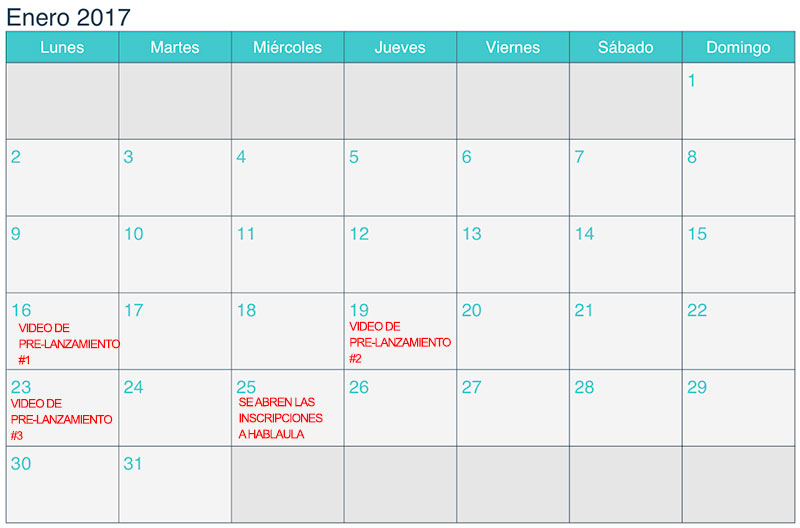 Enero 2017
Lunes Martes Miércoles Jueves Viernes Sábado Domingo
1
2 3 4 5 6 7 8
9 10 11 12 13 14 15
16 17 18 19 20 21 22
VIDEO DE
PRE-LANZAMIENTO
#1
VIDEO DE
PRE-LANZAMIENTO
#2
23 24 25 26 27 28 29
VIDEO DE
PRE-LANZAMIENTO
#3
SE ABREN LAS
INSCRIPCIONES
A HABLAULA
30 31